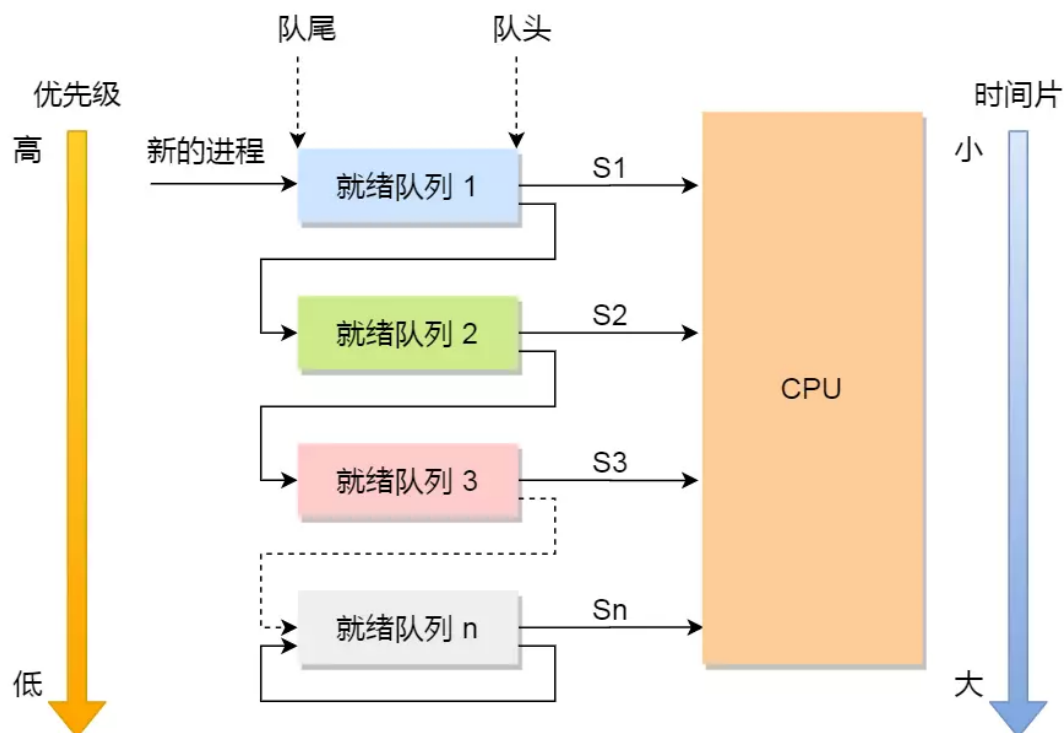 队尾
队头
优先级
时间片
高
新的进程
小
就绪队列 1
S1
就绪队列 2
S2
CPU
就绪队列 3
S3
就绪队列 n
Sn
低
大